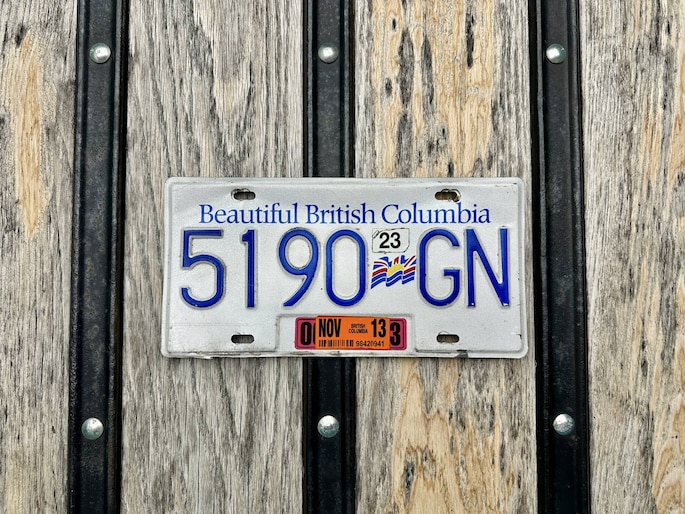 Beautiful British Columbia
5190 23 GN
0 NOV BRITISH COLUMBIA 13 3
98420941